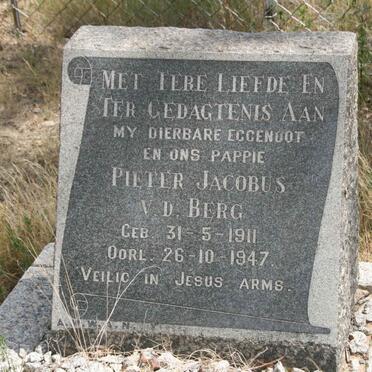 MET TERE LIEFDE EN
TER GEDAGTENIS AAN
MY DIERBARE EGGENOOT
EN ONS PAPPIE
PIETER JACOBUS
V.D. BERG
GEB. 31-5-1911
OORL. 26-10-1947.
VEILIG IN JESUS ARMS.